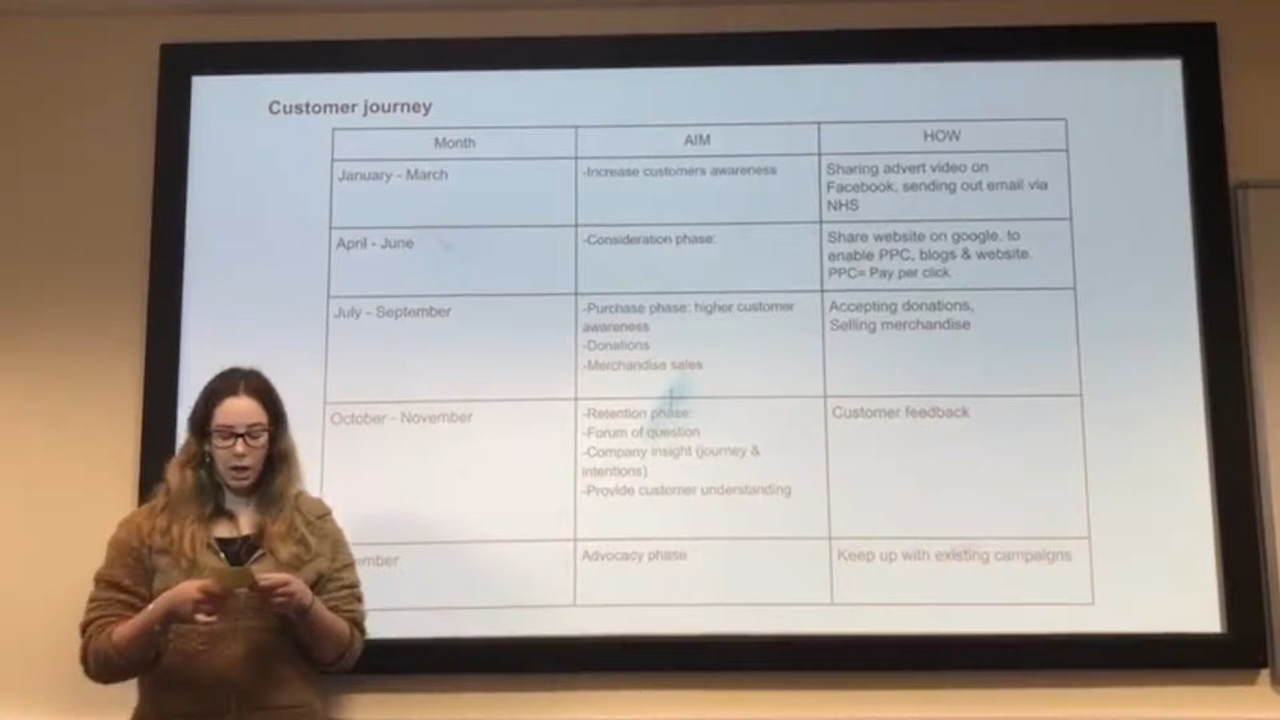 Customer journey
Month
AIM
HOW
January - March
-Increase customers awareness
Sharing advert video on
Facebook, sending out email via
NHS
April - June
-Consideration phase:
Share website on google, to
enable PPC, blogs & website.
PPC= Pay per click
July - September
-Purchase phase: higher customer
awareness
-Donations
-Merchandise sales
Accepting donations,
Selling merchandise
October - November
-Retention phase:
-Forum of question
-Company insight (journey &
intentions)
-Provide customer understanding
Customer feedback
ember
Advocacy phase
Keep up with existing campaigns